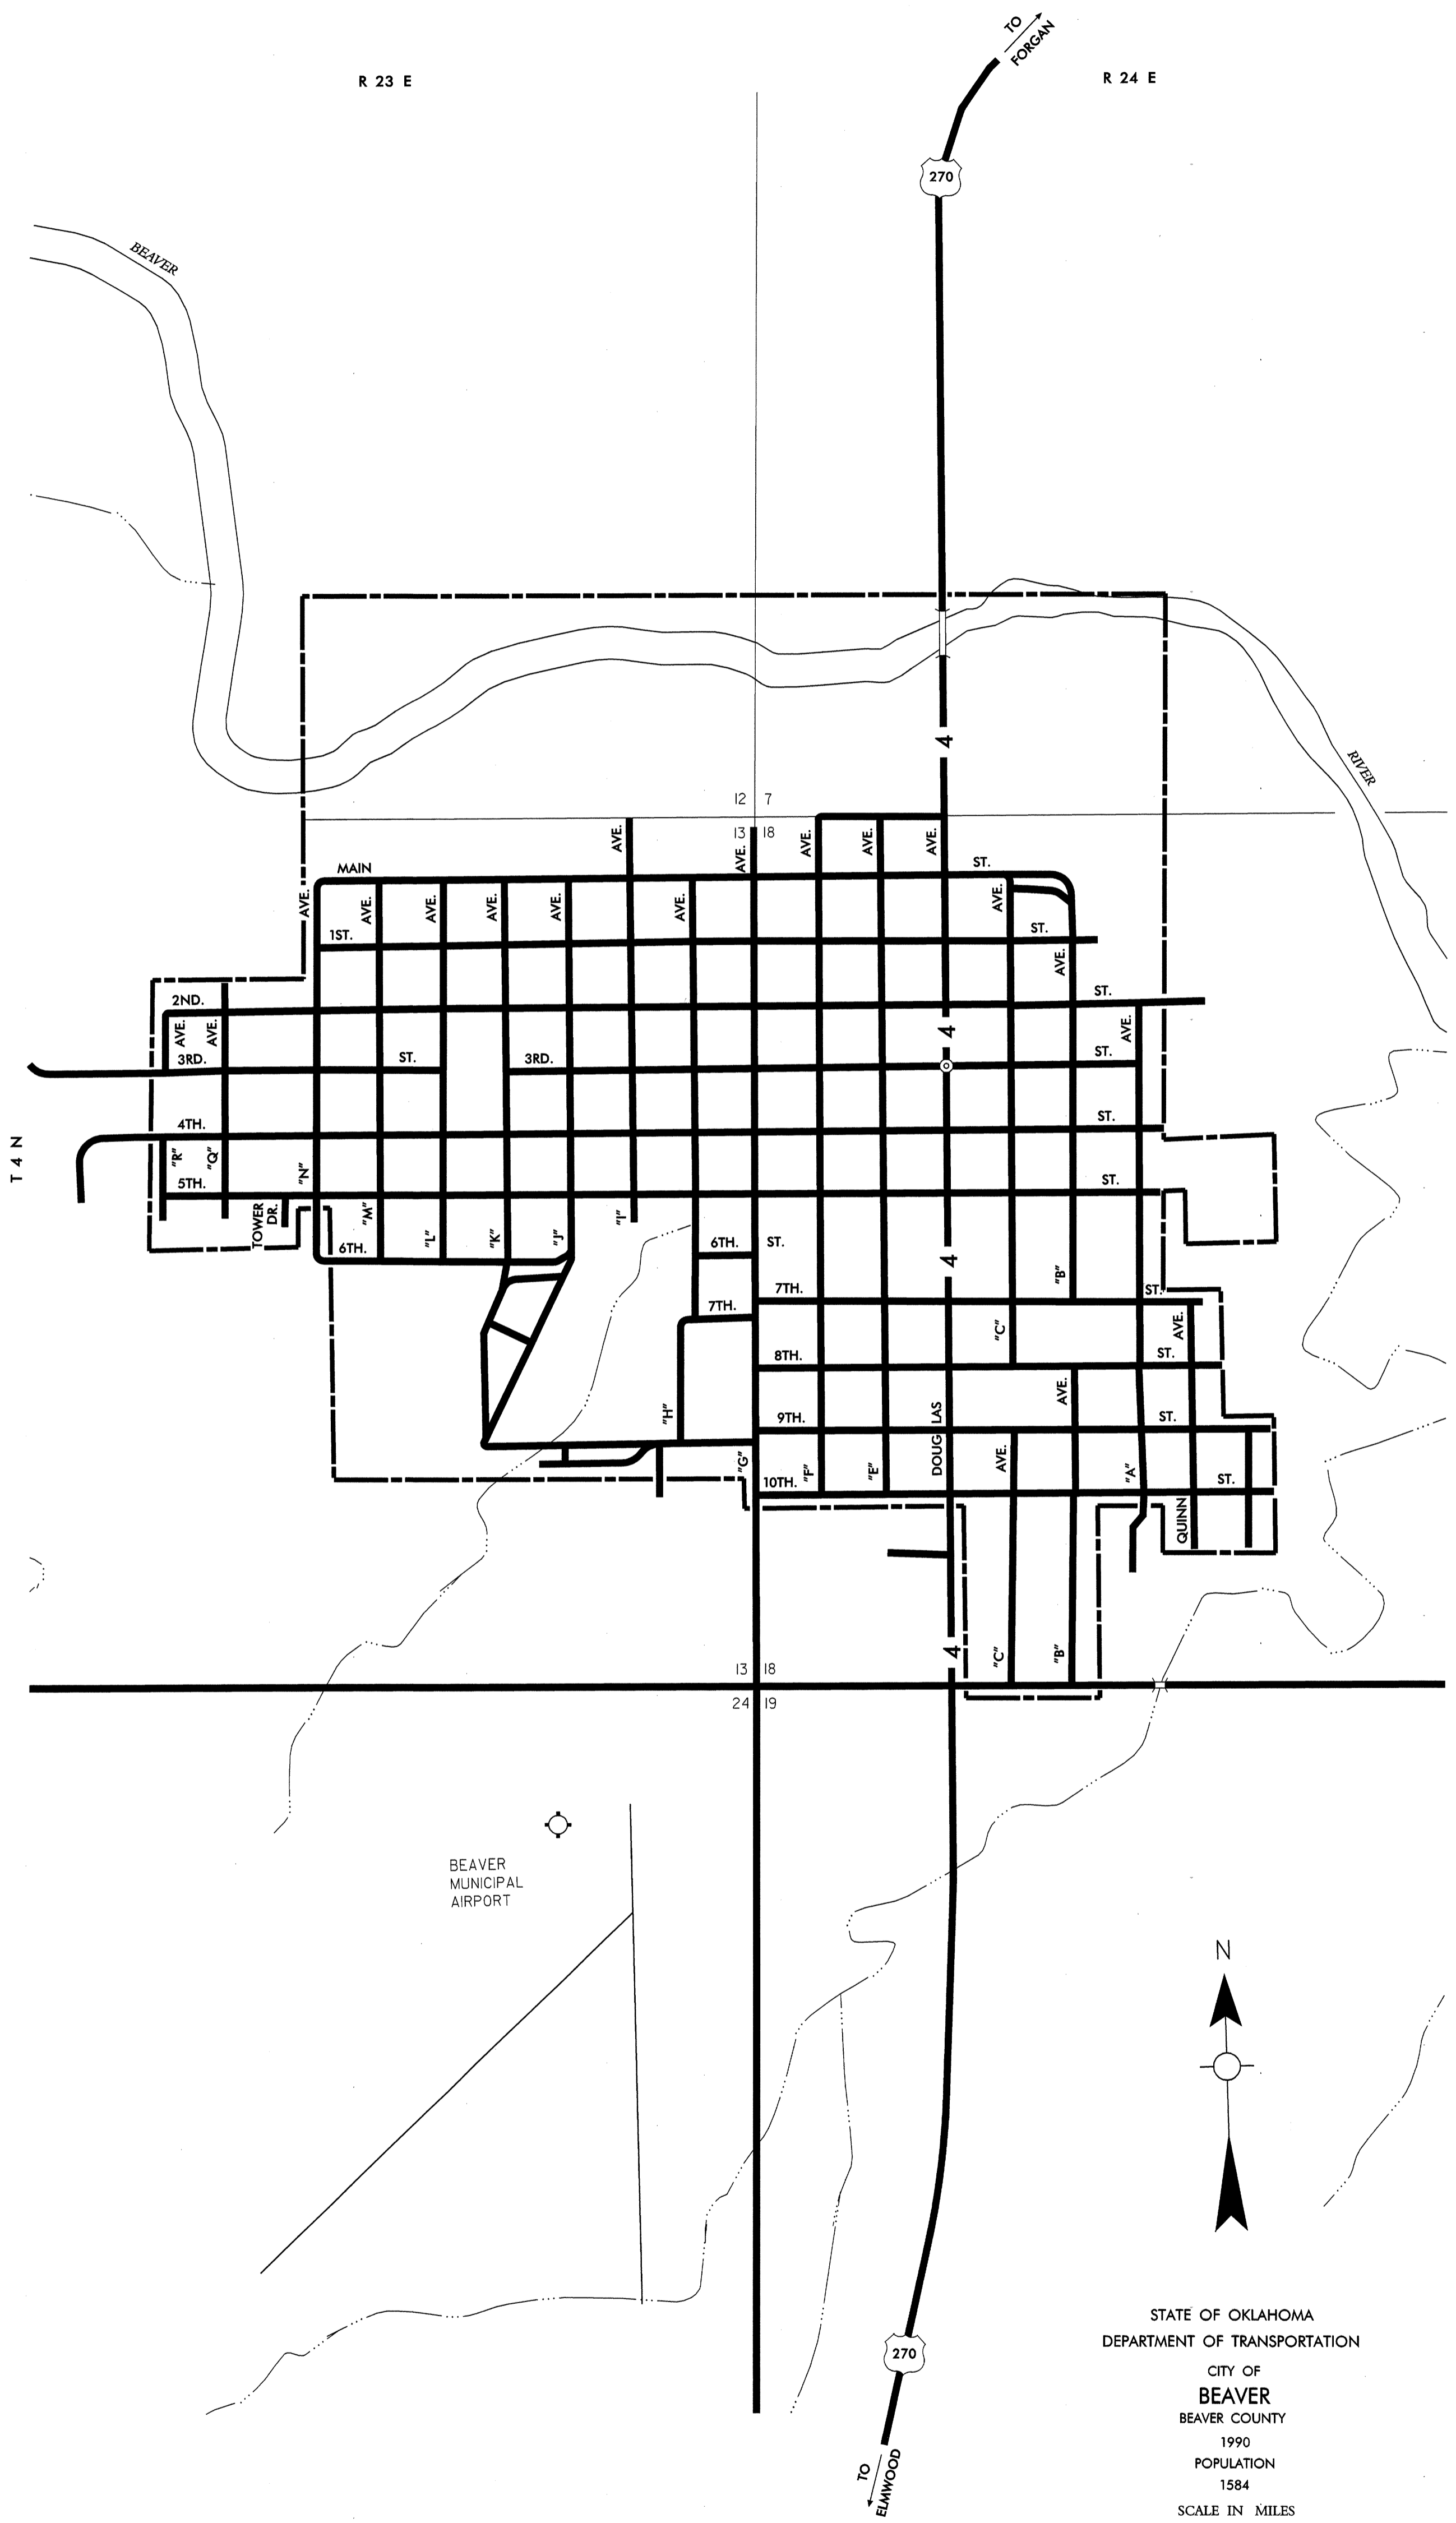 TO
FORGAN
R 23 E
R 24 E
270
BEAVER
4
RIVER
12 7
13 18
AVE.
AVE.
AVE.
AVE.
AVE.
MAIN
ST.
AVE.
AVE.
AVE.
AVE.
AVE.
AVE.
AVE.
1ST.
ST.
AVE.
2ND.
ST.
AVE.
AVE.
4
AVE.
3RD.
ST.
3RD.
ST.
4TH.
ST.
T 4 N
"R"
"Q"
"N"
5TH.
ST.
TOWER
DR.
"M"
"L"
"K"
"J"
"I"
6TH.
6TH.
ST.
4
"B"
7TH.
ST.
7TH.
"C"
AVE.
8TH.
ST.
AVE.
"H"
9TH.
DOUGLAS
ST.
"G"
"F"
"E"
AVE.
"A"
10TH.
ST.
QUINN
4
"C"
"B"
13 18
24 19
BEAVER
MUNICIPAL
AIRPORT
N
STATE OF OKLAHOMA
DEPARTMENT OF TRANSPORTATION
CITY OF
BEAVER
BEAVER COUNTY
1990
POPULATION
1584
SCALE IN MILES
270
TO
ELMWOOD